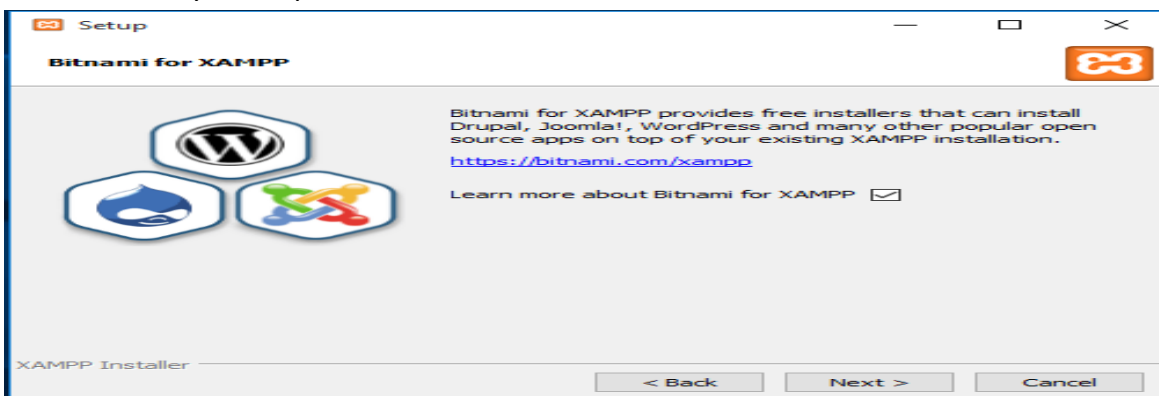 Setup
Bitnami for XAMPP
Bitnami for XAMPP provides free installers that can install
Drupal, Joomla!, WordPress and many other popular open
source apps on top of your existing XAMPP installation.
https://bitnami.com/xampp
Learn more about Bitnami for XAMPP
XAMPP Installer
< Back
Next >
Cancel